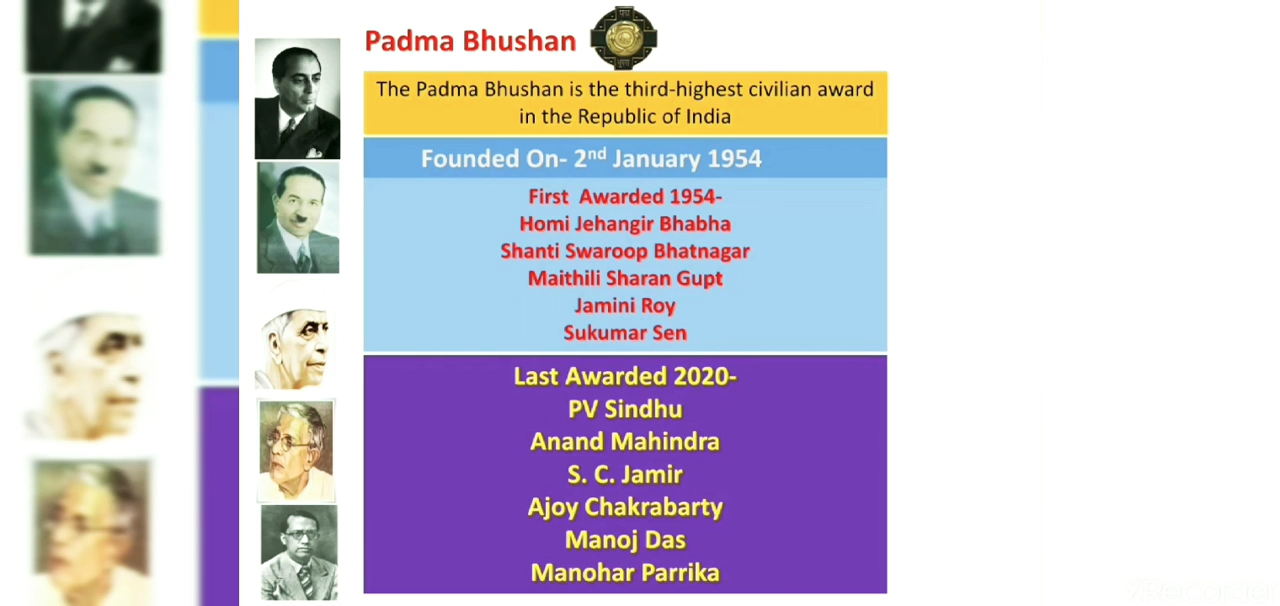 Padma Bhushan
The Padma Bhushan is the third-highest civilian award
in the Republic of India
Founded On- 2nd January 1954
First Awarded 1954-
Homi Jehangir Bhabha
Shanti Swaroop Bhatnagar
Maithili Sharan Gupt
Jamini Roy
Sukumar Sen
Last Awarded 2020-
PV Sindhu
Anand Mahindra
S. C. Jamir
Ajoy Chakrabarty
Manoj Das
Manohar Parrika